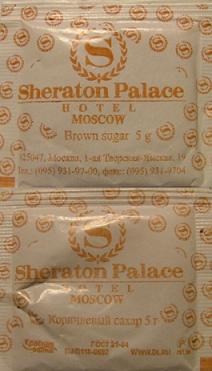 S
Sheraton Palace
HOTEL
MOSCOW
Brown sugar 5 g
125047, Москва, 1-ая Тверская-Ямская, 19
Тел.: (095) 931-97-00, факс: (095) 931-9704
S
Sheraton Palace
HOTEL
MOSCOW
Коричневый сахар 5 г
ГОСТ 21-94